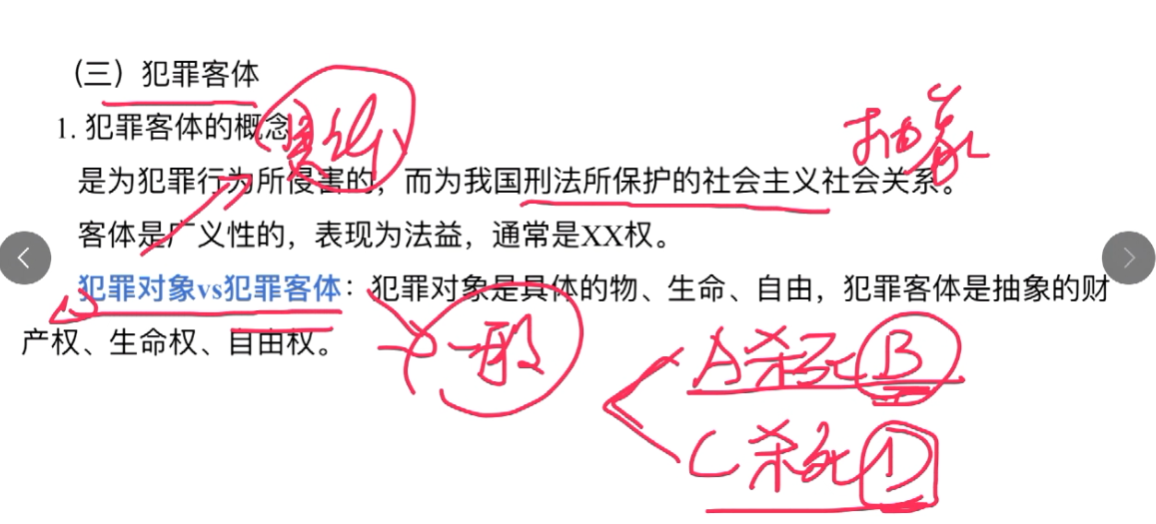 （三）犯罪客体
1. 犯罪客体的概念
抽象
是为犯罪行为所侵害的，而为我国刑法所保护的社会主义社会关系。
客体是广义性的，表现为法益，通常是XX权。
犯罪对象vs犯罪客体：犯罪对象是具体的物、生命、自由，犯罪客体是抽象的财
产权、生命权、自由权。
一般
A杀死B
C杀死D